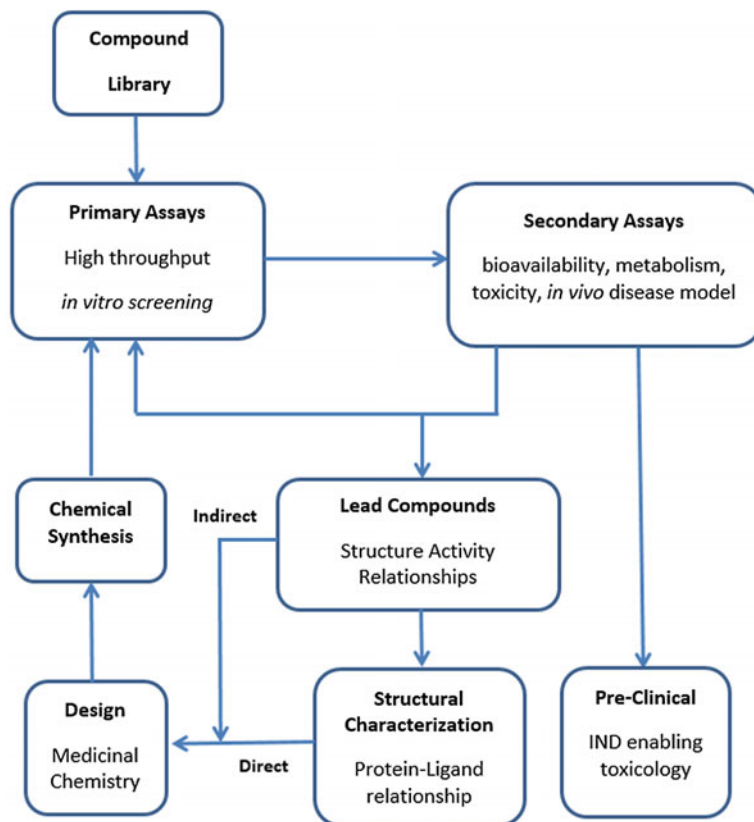 Compound
Library
Primary Assays
High throughput
in vitro screening
Secondary Assays
bioavailability, metabolism,
toxicity, in vivo disease model
Chemical
Synthesis
Indirect
Lead Compounds
Structure Activity
Relationships
Design
Medicinal
Chemistry
Direct
Structural
Characterization
Protein-Ligand
relationship
Pre-Clinical
IND enabling
toxicology